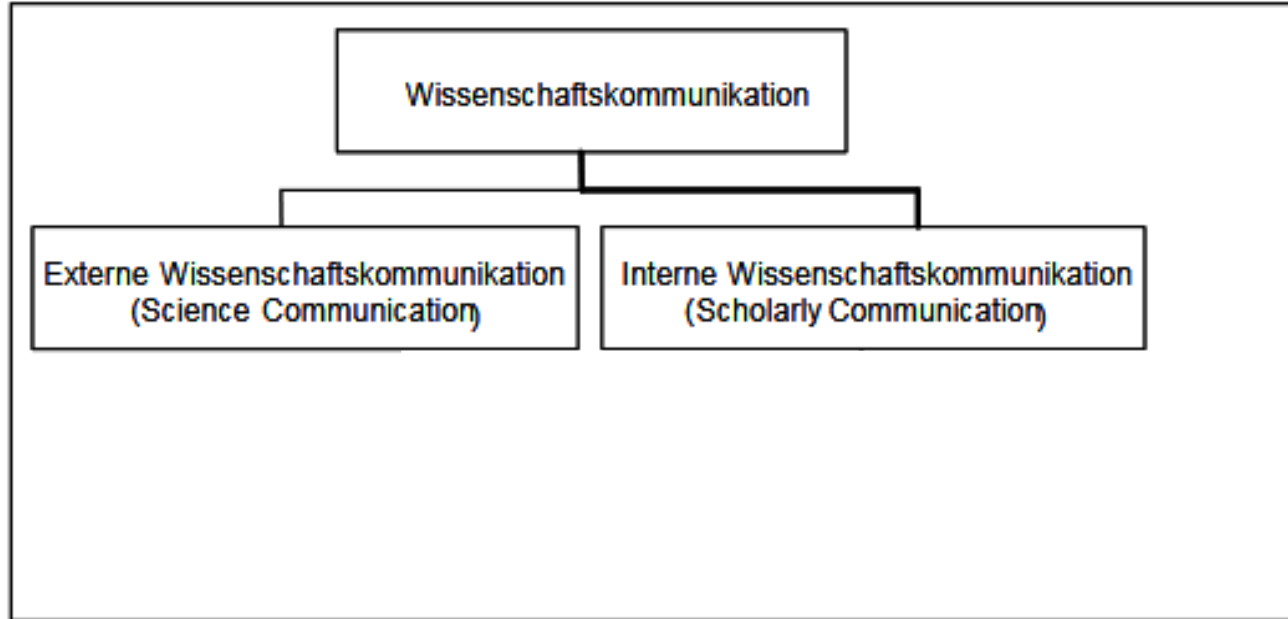 Wissenschaftskommunikation
Externe Wissenschaftskommunikation
(Science Communication)
Interne Wissenschaftskommunikation
(Scholarly Communication)